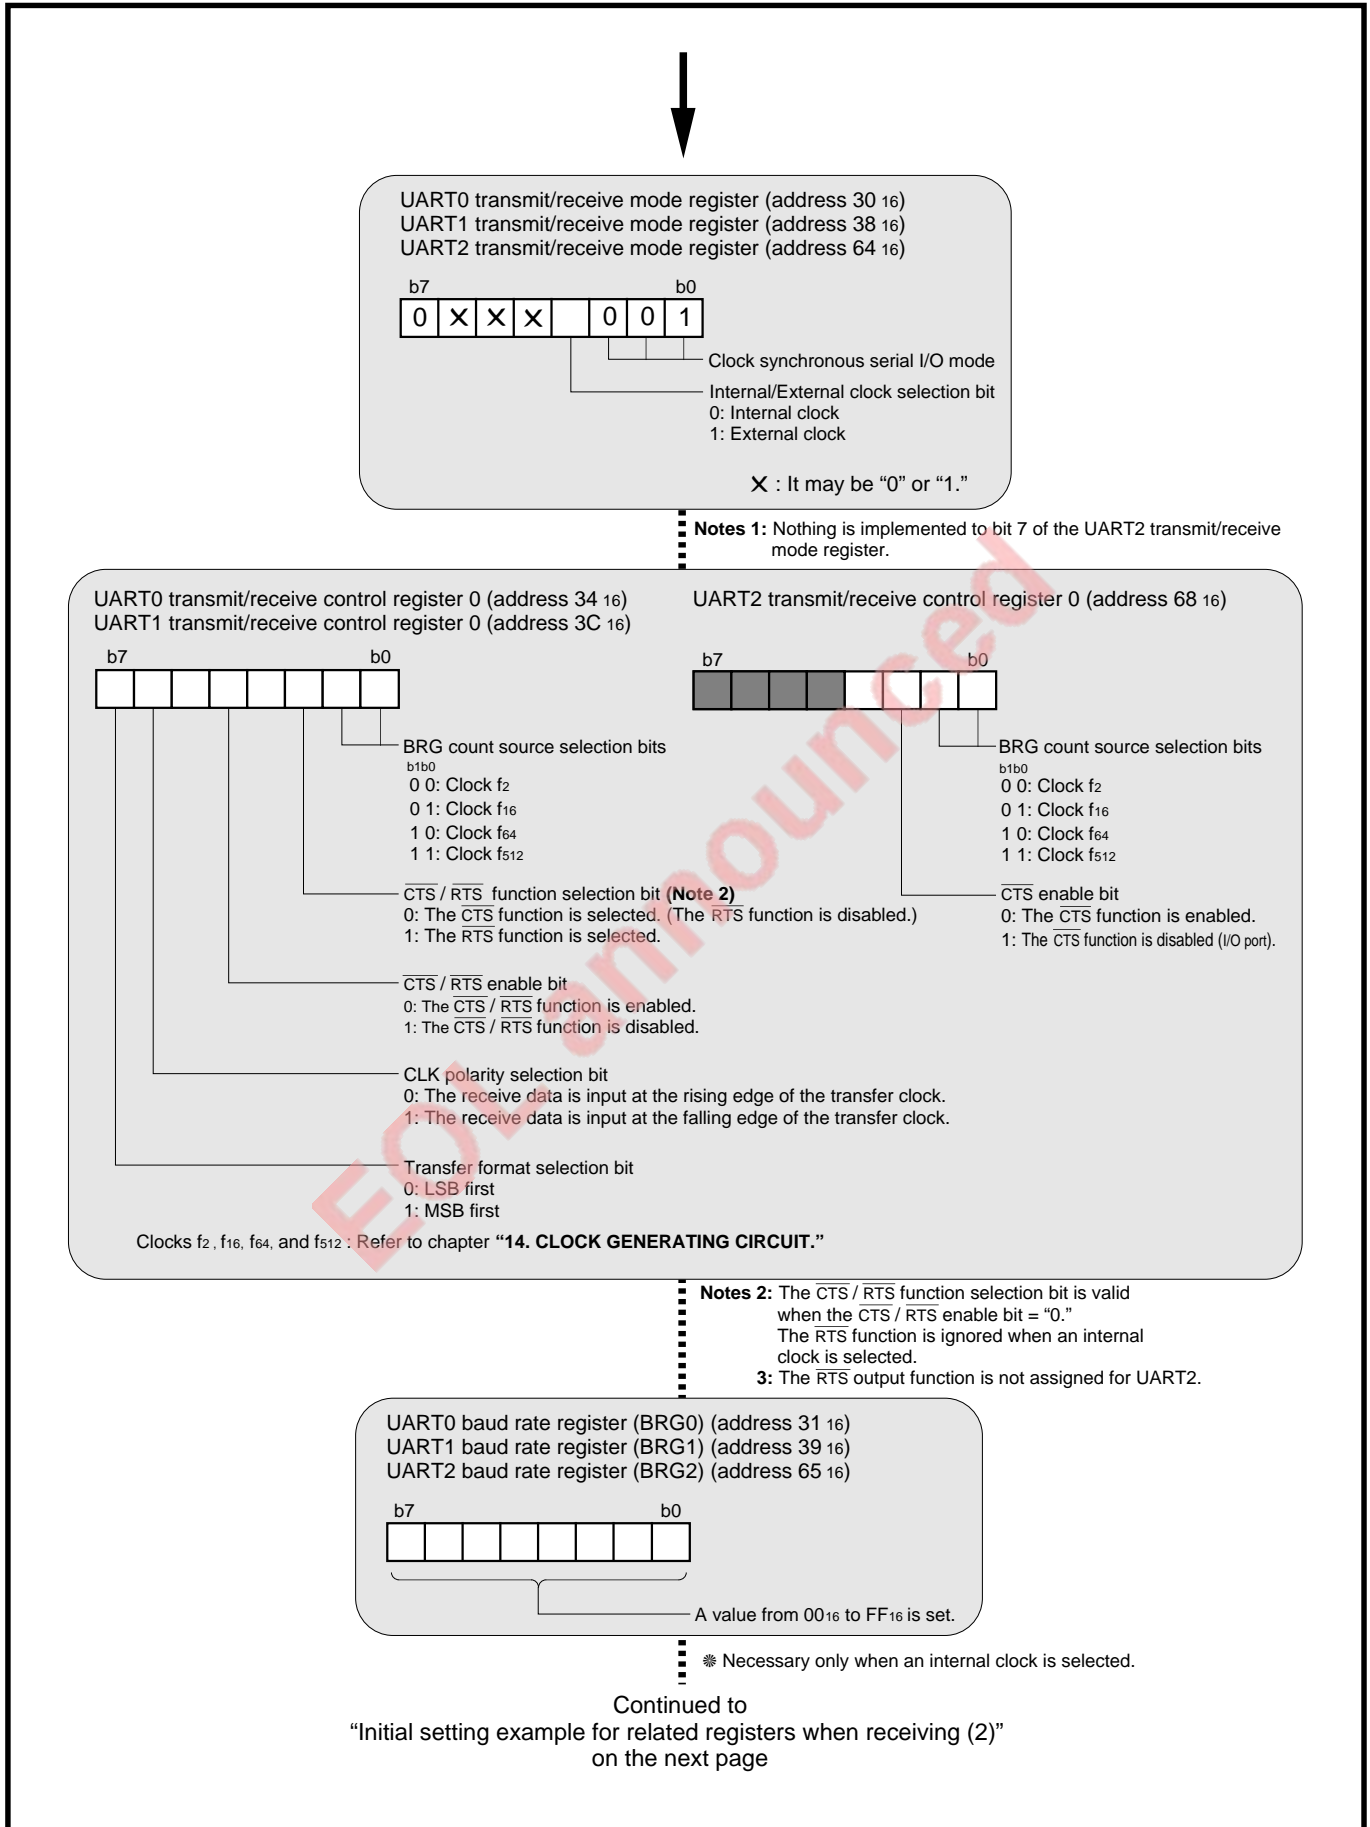 UART0 transmit/receive mode register (address 30 16)
UART1 transmit/receive mode register (address 38 16)
UART2 transmit/receive mode register (address 64 16)
b7 b0
0 X X X 0 0 1
Clock synchronous serial I/O mode
Internal/External clock selection bit
0: Internal clock
1: External clock
X : It may be “0” or “1.”
Notes 1: Nothing is implemented to bit 7 of the UART2 transmit/receive
mode register.
UART0 transmit/receive control register 0 (address 34 16)
UART1 transmit/receive control register 0 (address 3C 16)
b7 b0
BRG count source selection bits
b1b0
0 0: Clock f2
0 1: Clock f16
1 0: Clock f64
1 1: Clock f512
CTS / RTS function selection bit (Note 2)
0: The CTS function is selected. (The RTS function is disabled.)
1: The RTS function is selected.
CTS / RTS enable bit
0: The CTS / RTS function is enabled.
1: The CTS / RTS function is disabled.
CLK polarity selection bit
0: The receive data is input at the rising edge of the transfer clock.
1: The receive data is input at the falling edge of the transfer clock.
Transfer format selection bit
0: LSB first
1: MSB first
UART2 transmit/receive control register 0 (address 68 16)
b7 b0
BRG count source selection bits
b1b0
0 0: Clock f2
0 1: Clock f16
1 0: Clock f64
1 1: Clock f512
CTS enable bit
0: The CTS function is enabled.
1: The CTS function is disabled (I/O port).
Clocks f2 , f16, f64, and f512 : Refer to chapter “14. CLOCK GENERATING CIRCUIT.”
Notes 2: The CTS / RTS function selection bit is valid
when the CTS / RTS enable bit = “0.”
The RTS function is ignored when an internal
clock is selected.
3: The RTS output function is not assigned for UART2.
UART0 baud rate register (BRG0) (address 31 16)
UART1 baud rate register (BRG1) (address 39 16)
UART2 baud rate register (BRG2) (address 65 16)
b7 b0
A value from 0016 to FF16 is set.
❋ Necessary only when an internal clock is selected.
Continued to
“Initial setting example for related registers when receiving (2)”
on the next page
EOL announced